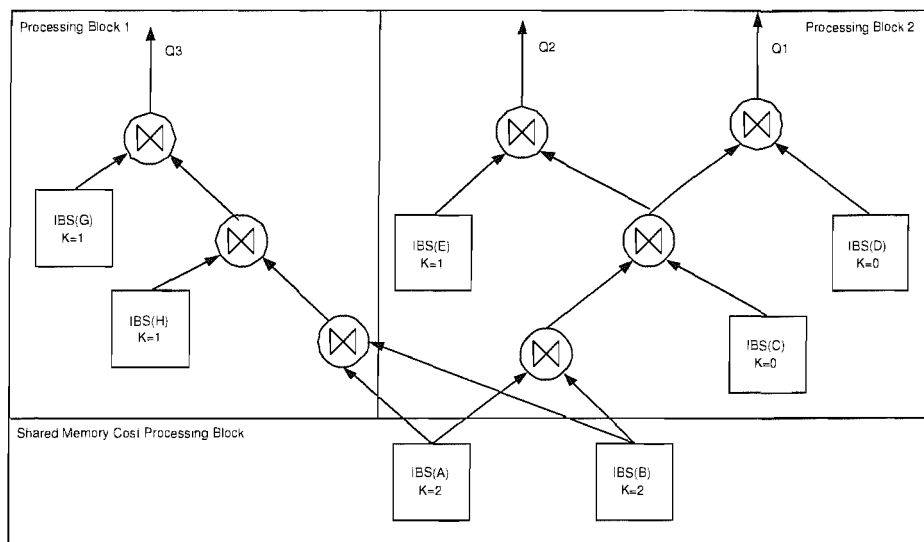 Processing Block 1
Processing Block 2
Q3
Q2
Q1
IBS(G)
K=1
IBS(H)
K=1
IBS(E)
K=1
IBS(D)
K=0
IBS(C)
K=0
Shared Memory Cost Processing Block
IBS(A)
K=2
IBS(B)
K=2